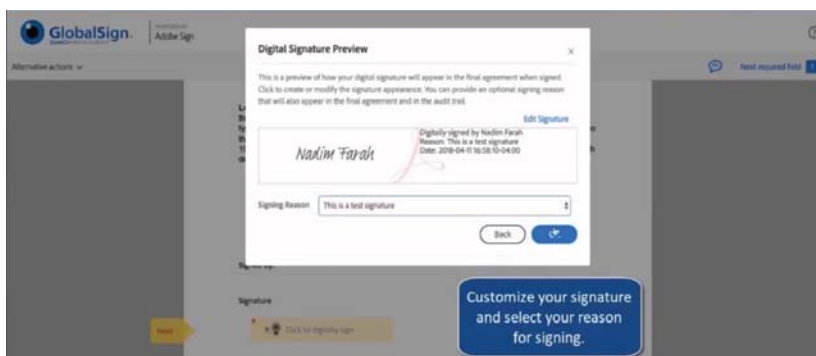 GlobalSign.
Adobe Sign
Alternative actions
Next required field 1
Digital Signature Preview
This is a preview of how your digital signature will appear in the final agreement when signed.
Click to create or modify the signature appearance. You can provide an optional signing reason
that will also appear in the final agreement and in the audit trail.
Edit Signature
Nadim Farah
Digitally signed by Nadim Farah
Reason: This is a test signature
Date: 2018-04-11 16:58:10-04:00
Signing Reason
This is a test signature
Back
Signed by:
Signature
Next
Click to digitally sign
Customize your signature
and select your reason
for signing.